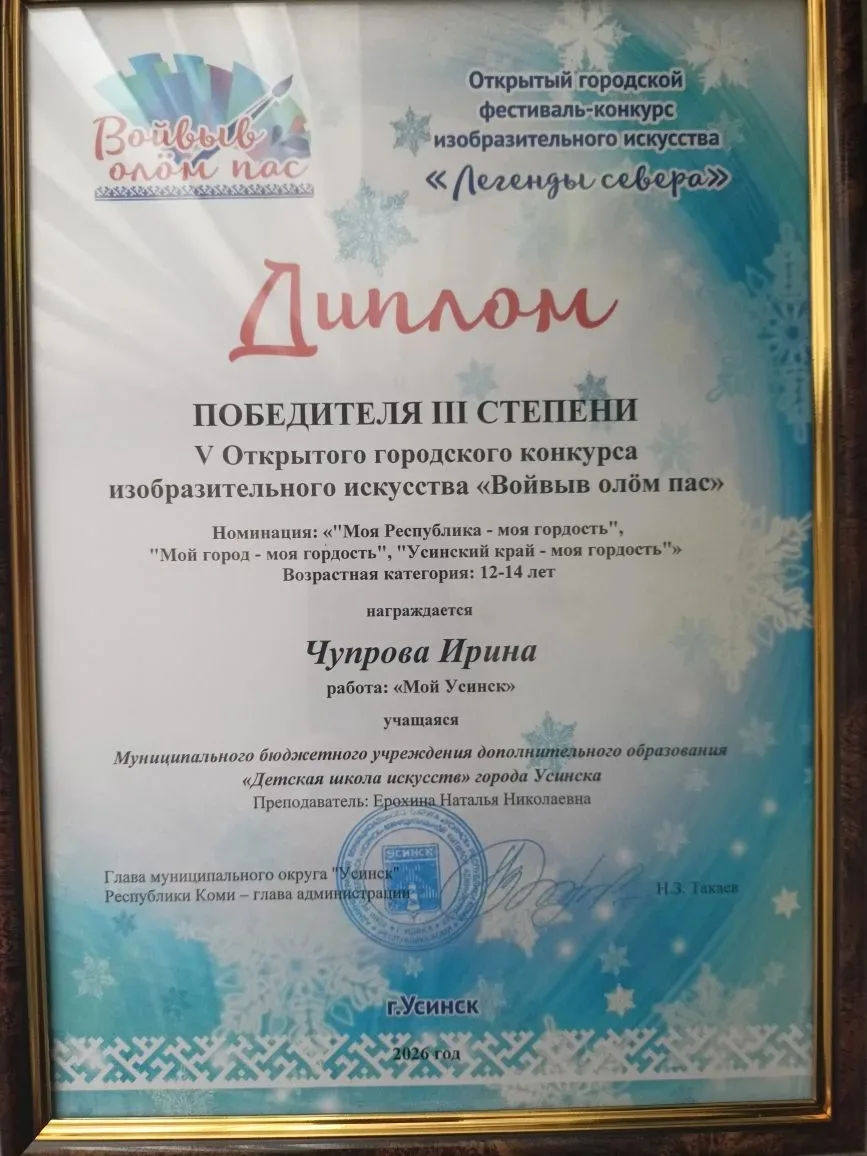 Войвыв
олӧм пас
Открытый городской
фестиваль-конкурс
изобразительного искусства
«Легенды севера»
Диплом
ПОБЕДИТЕЛЯ III СТЕПЕНИ
V Открытого городского конкурса
изобразительного искусства «Войвыв олӧм пас»
Номинация: «"Моя Республика - моя гордость",
"Мой город - моя гордость", "Усинский край - моя гордость"»
Возрастная категория: 12-14 лет
награждается
Чупрова Ирина
работа: «Мой Усинск»
учащаяся
Муниципального бюджетного учреждения дополнительного образования
«Детская школа искусств» города Усинска
Преподаватель: Ерохина Наталья Николаевна
УСИНСК
Глава муниципального округа "Усинск"
Республики Коми – глава администрации
Н.З. Такаев
г.Усинск
2026 год